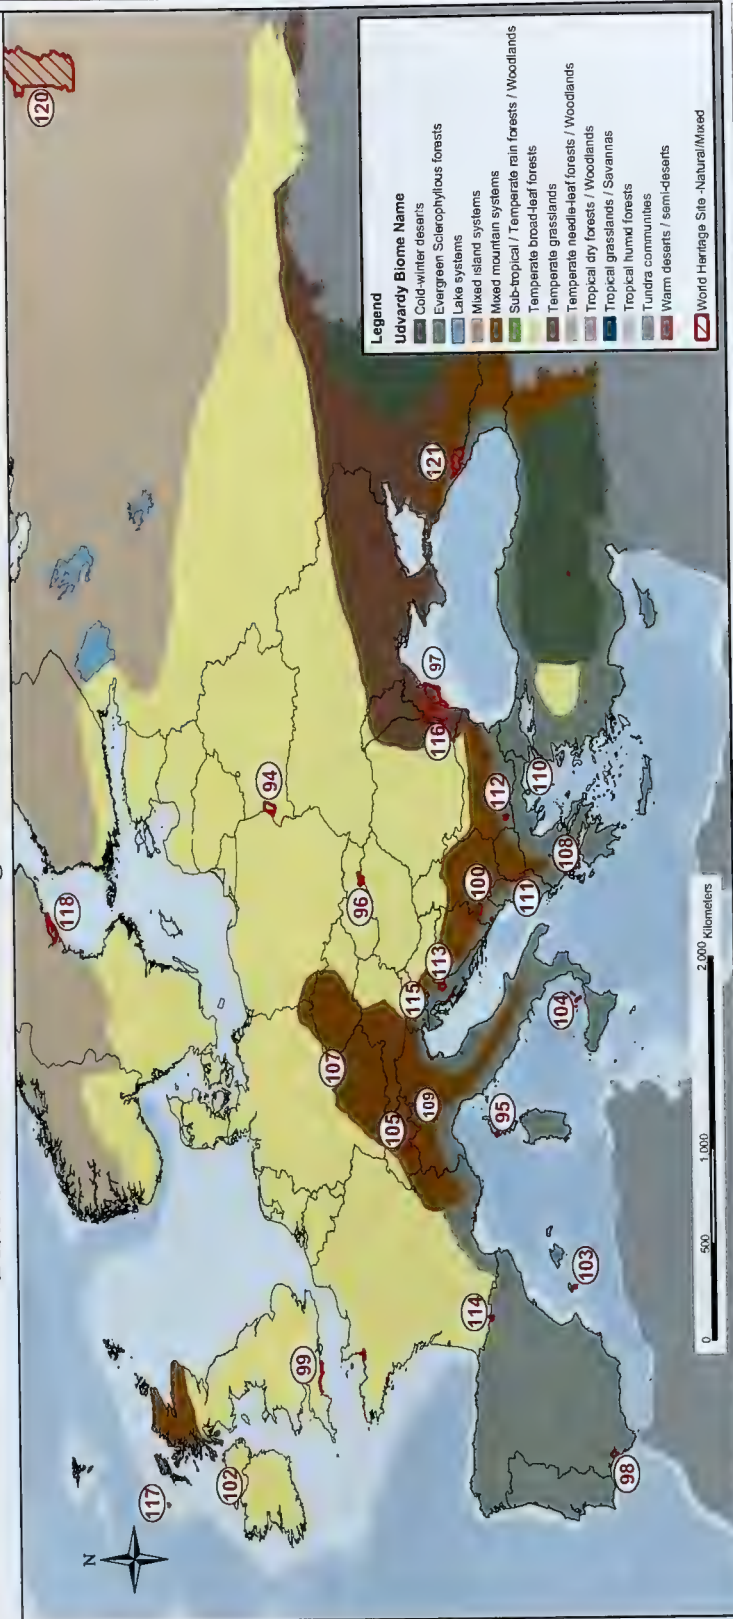 Legend
Udvardy Biome Name
Cold-winter deserts
Evergreen Sclerophyllous forests
Lake systems
Mixed island systems
Mixed mountain systems
Sub-tropical / Temperate rain forests / Woodlands
Temperate broad-leaf forests
Temperate grasslands
Temperate needle-leaf forests / Woodlands
Tropical dry forests / Woodlands
Tropical grasslands / Savannas
Tropical humid forests
Tundra communities
Warm deserts / semi-deserts
World Heritage Site -Natural/Mixed
N
120
118
117
102
99
94
96
97
121
116
107
105
109
115
113
100
112
110
111
108
104
95
103
114
98
0
500
1.000
2.000
Kilometers